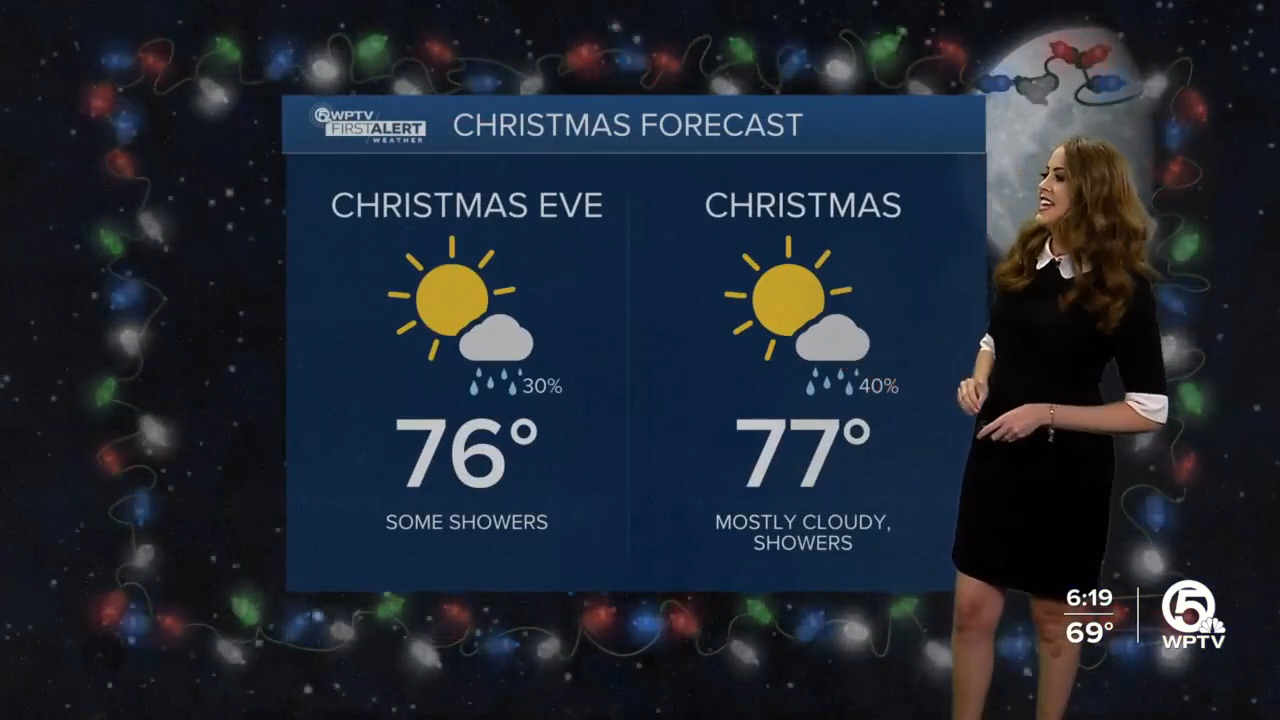 5 WPTV
FIRST ALERT
WEATHER
CHRISTMAS FORECAST
CHRISTMAS EVE
30%
76°
SOME SHOWERS
CHRISTMAS
40%
77°
MOSTLY CLOUDY,
SHOWERS
6:19
69°
5
WPTV